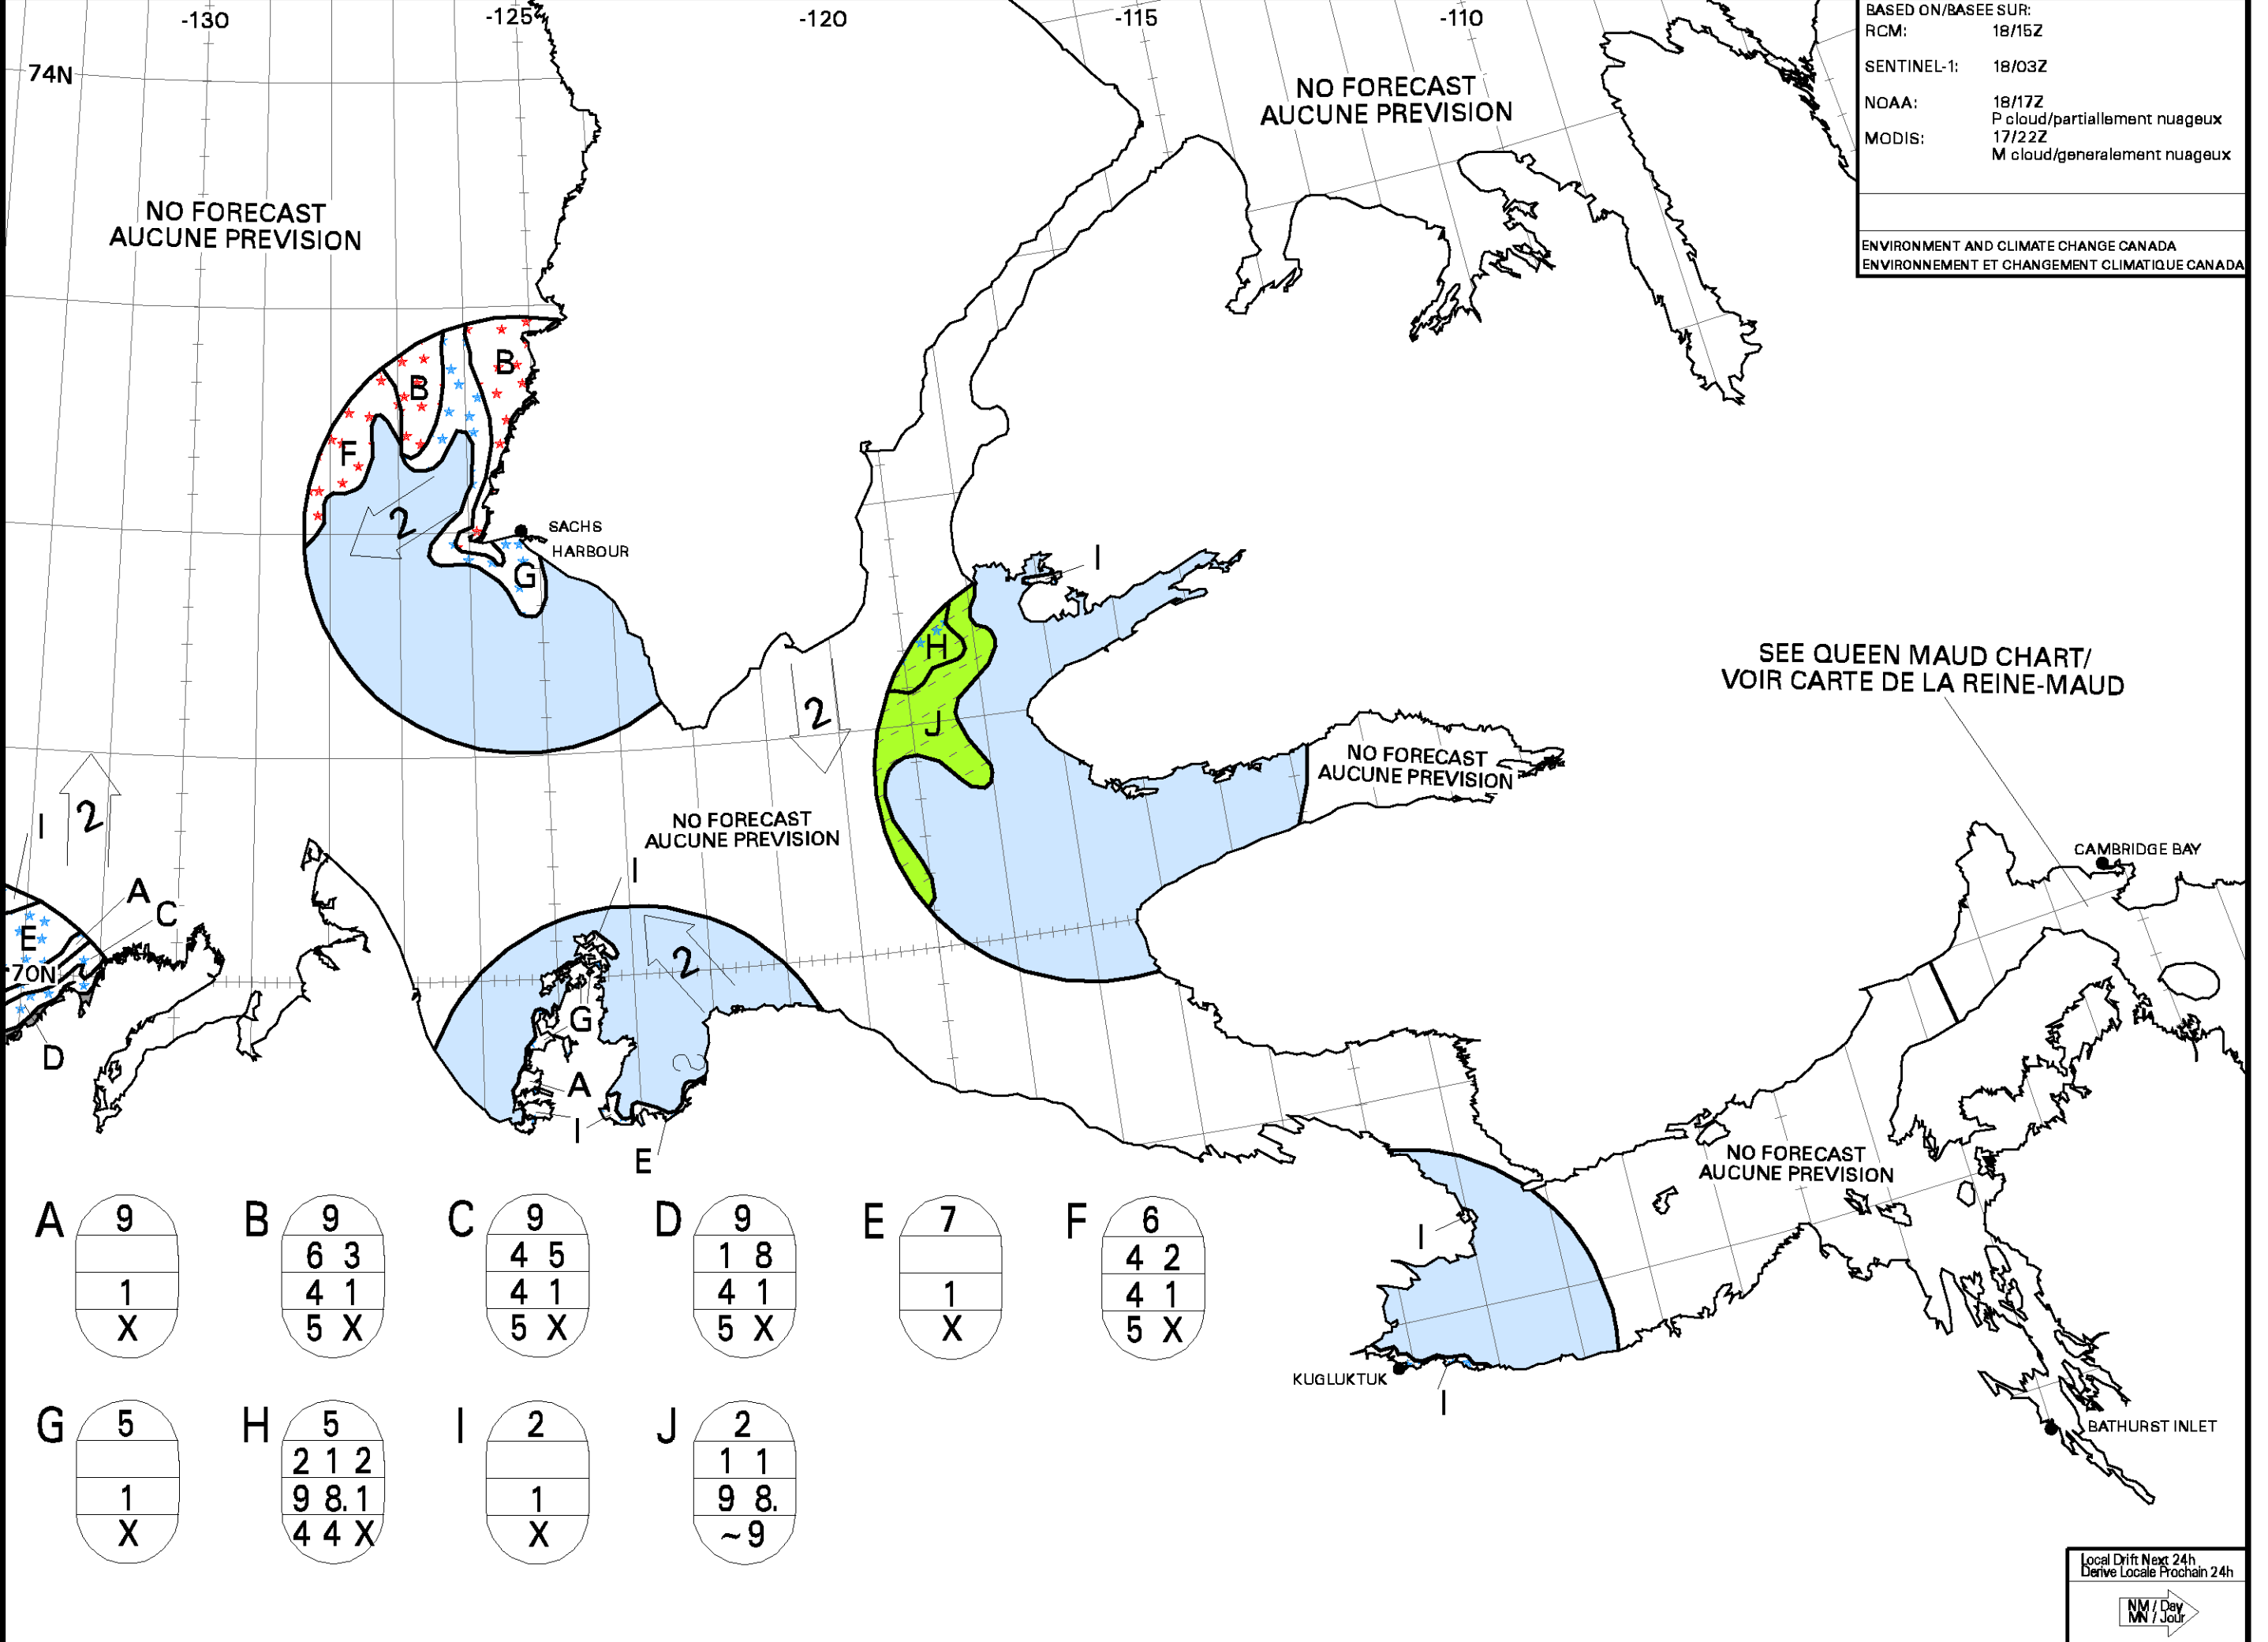 -130
-125
-120
-115
-110
BASED ON/BASEE SUR:
RCM: 18/15Z
SENTINEL-1: 18/03Z
NOAA: 18/17Z
P cloud/partiallement nuageux
MODIS: 17/22Z
M cloud/generalement nuageux
ENVIRONMENT AND CLIMATE CHANGE CANADA
ENVIRONNEMENT ET CHANGEMENT CLIMATIQUE CANADA
74N
NO FORECAST
AUCUNE PREVISION
NO FORECAST
AUCUNE PREVISION
B
B
F
2
SACHS
HARBOUR
G
I
H
J
2
SEE QUEEN MAUD CHART/
VOIR CARTE DE LA REINE-MAUD
NO FORECAST
AUCUNE PREVISION
NO FORECAST
AUCUNE PREVISION
I
2
CAMBRIDGE BAY
A
C
E
70N
D
I
2
G
2
A
I
E
NO FORECAST
AUCUNE PREVISION
I
KUGLUKTUK
I
BATHURST INLET
A
9
1
X
B
9
6 3
4 1
5 X
C
9
4 5
4 1
5 X
D
9
1 8
4 1
5 X
E
7
1
X
F
6
4 2
4 1
5 X
G
5
1
X
H
5
2 1 2
9 8. 1
4 4 X
I
2
1
X
J
2
1 1
9 8.
~9
Local Drift Next 24h
Derive Locale Prochain 24h
NM / Day
MN / Jour